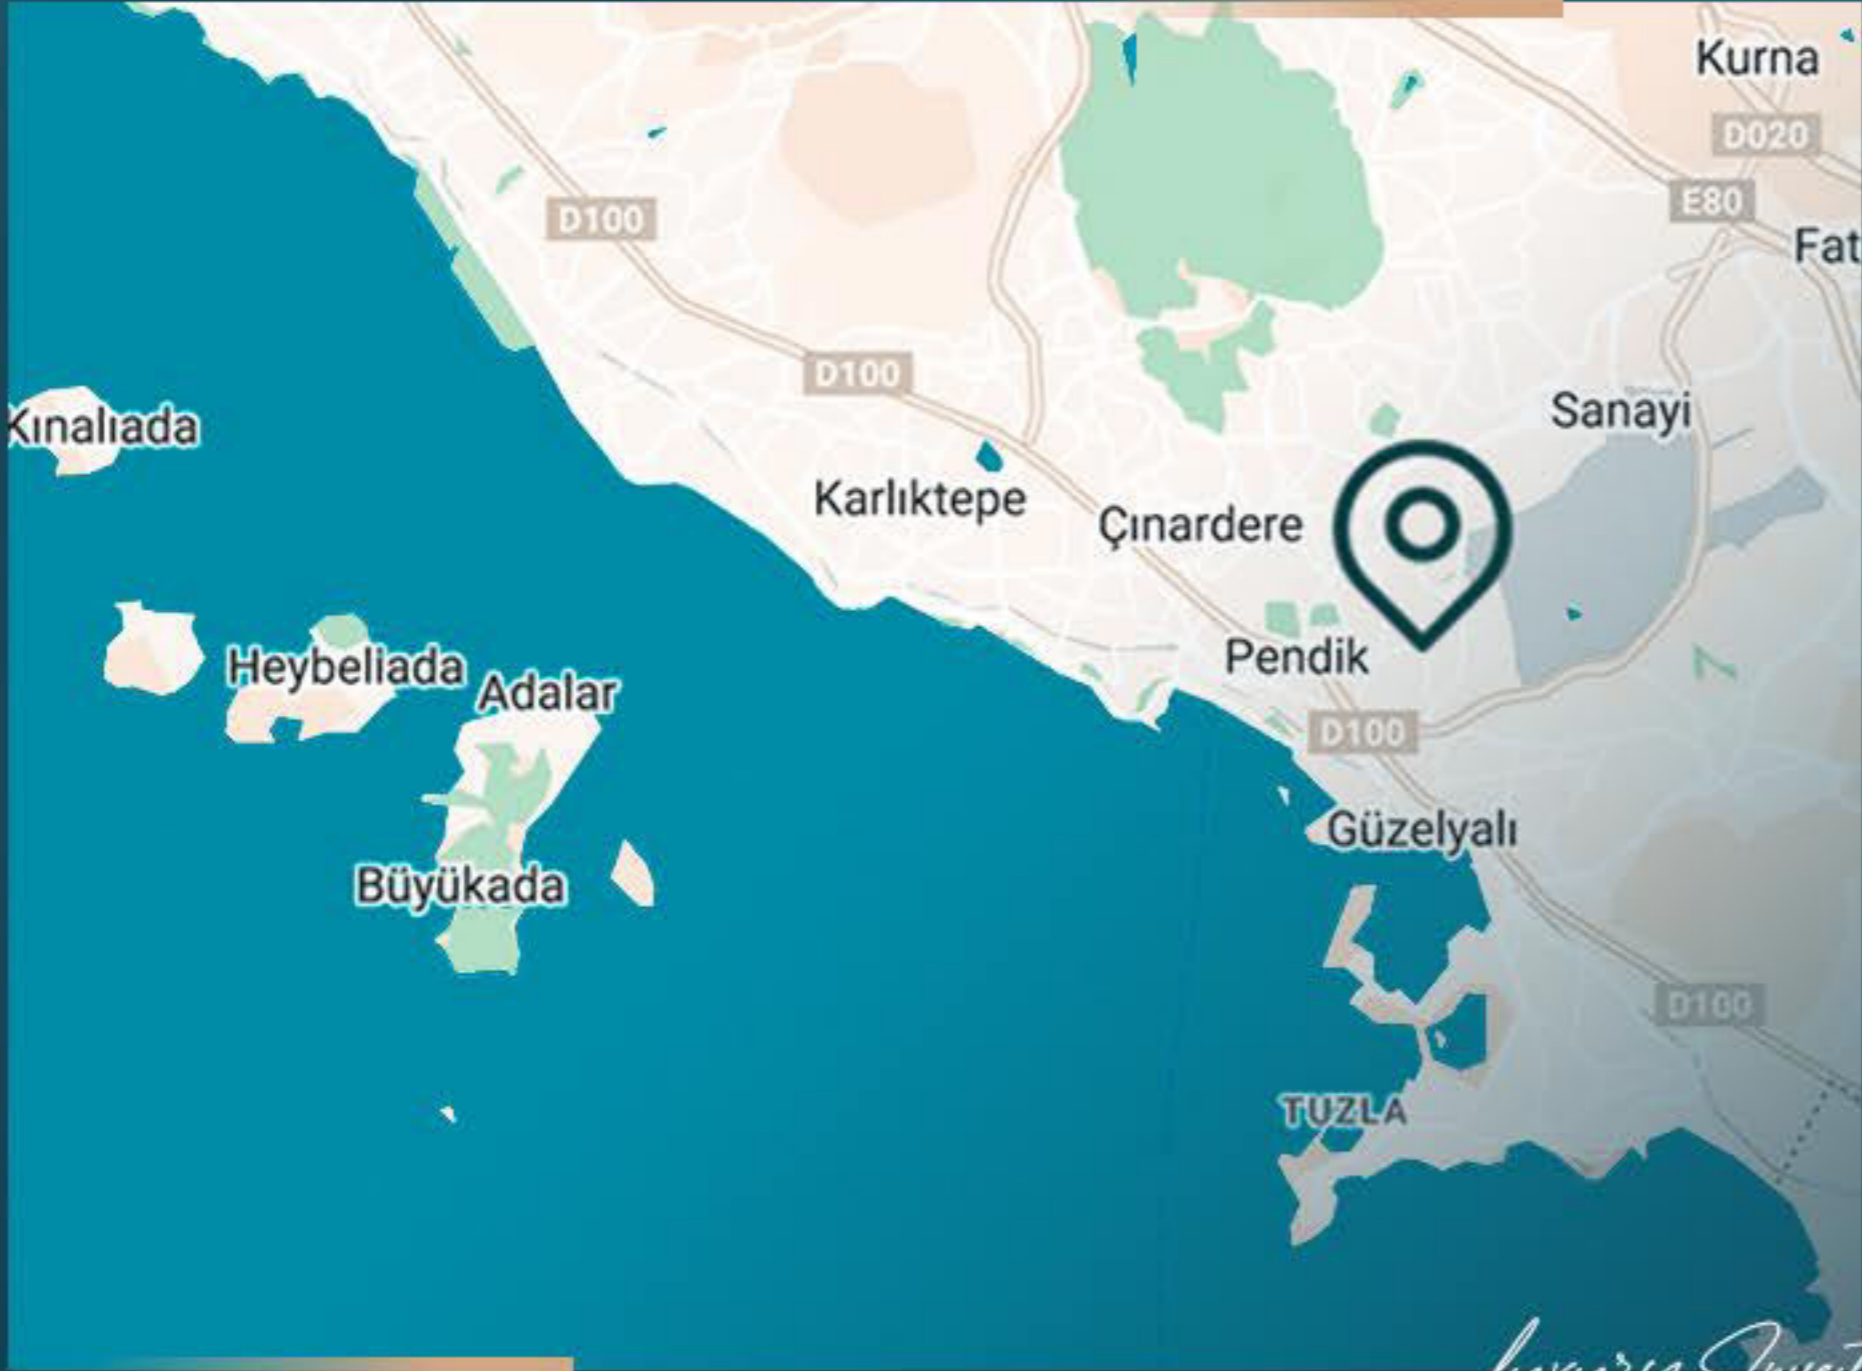 Kurna
D020
E80
D100
Fat
D100
Sanayi
Kınalıada
Karlıktepe
Çınardere
Pendik
Heybeliada
Adalar
D100
Güzelyalı
Büyükada
D100
TUZLA